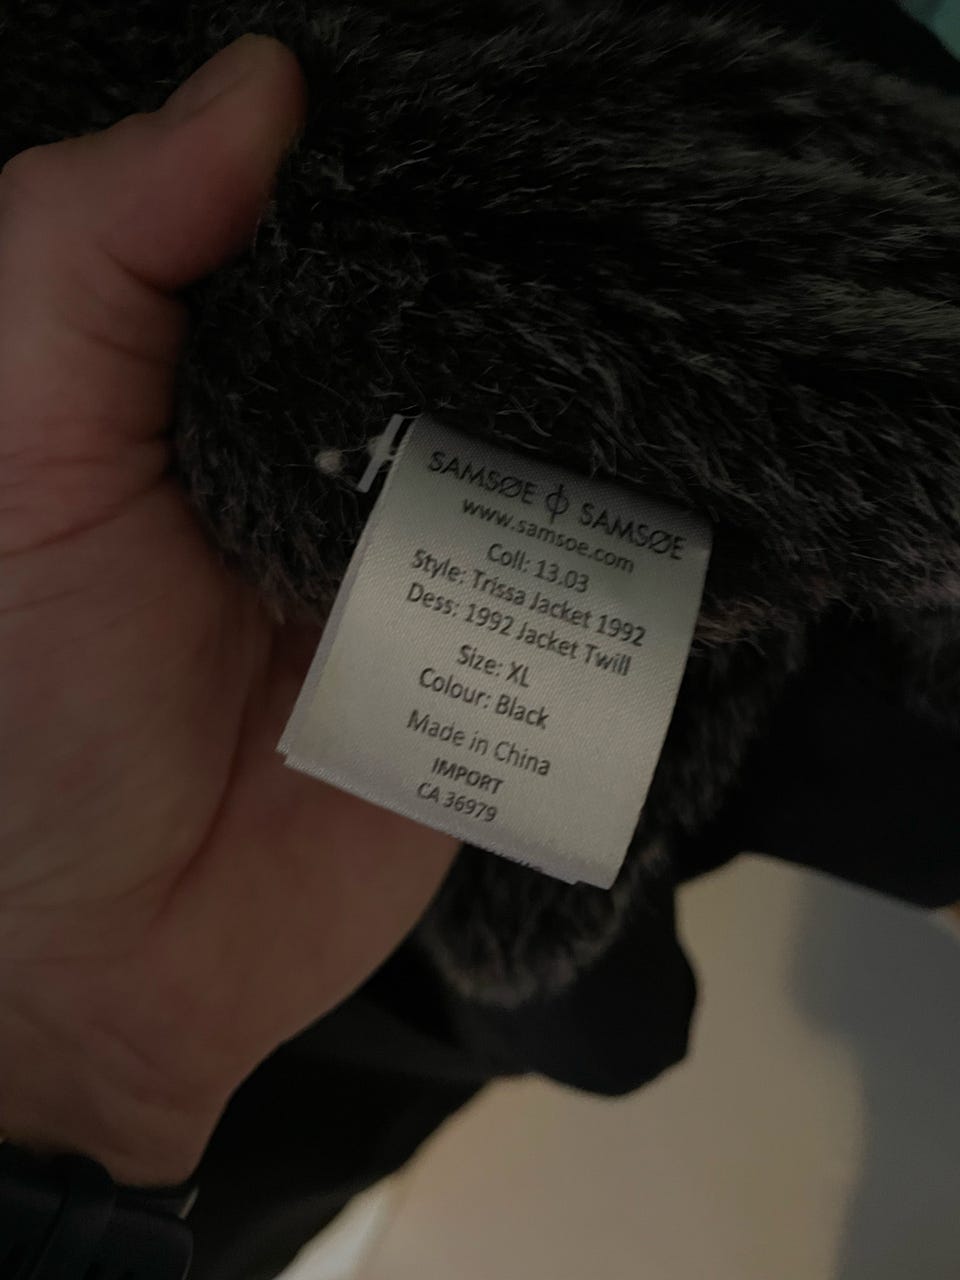 SAMSØE ɸ SAMSØE
www.samsoe.com
Coll: 13.03
Style: Trissa Jacket 1992
Dess: 1992 Jacket Twill
Size: XL
Colour: Black
Made in China
IMPORT
CA 36979